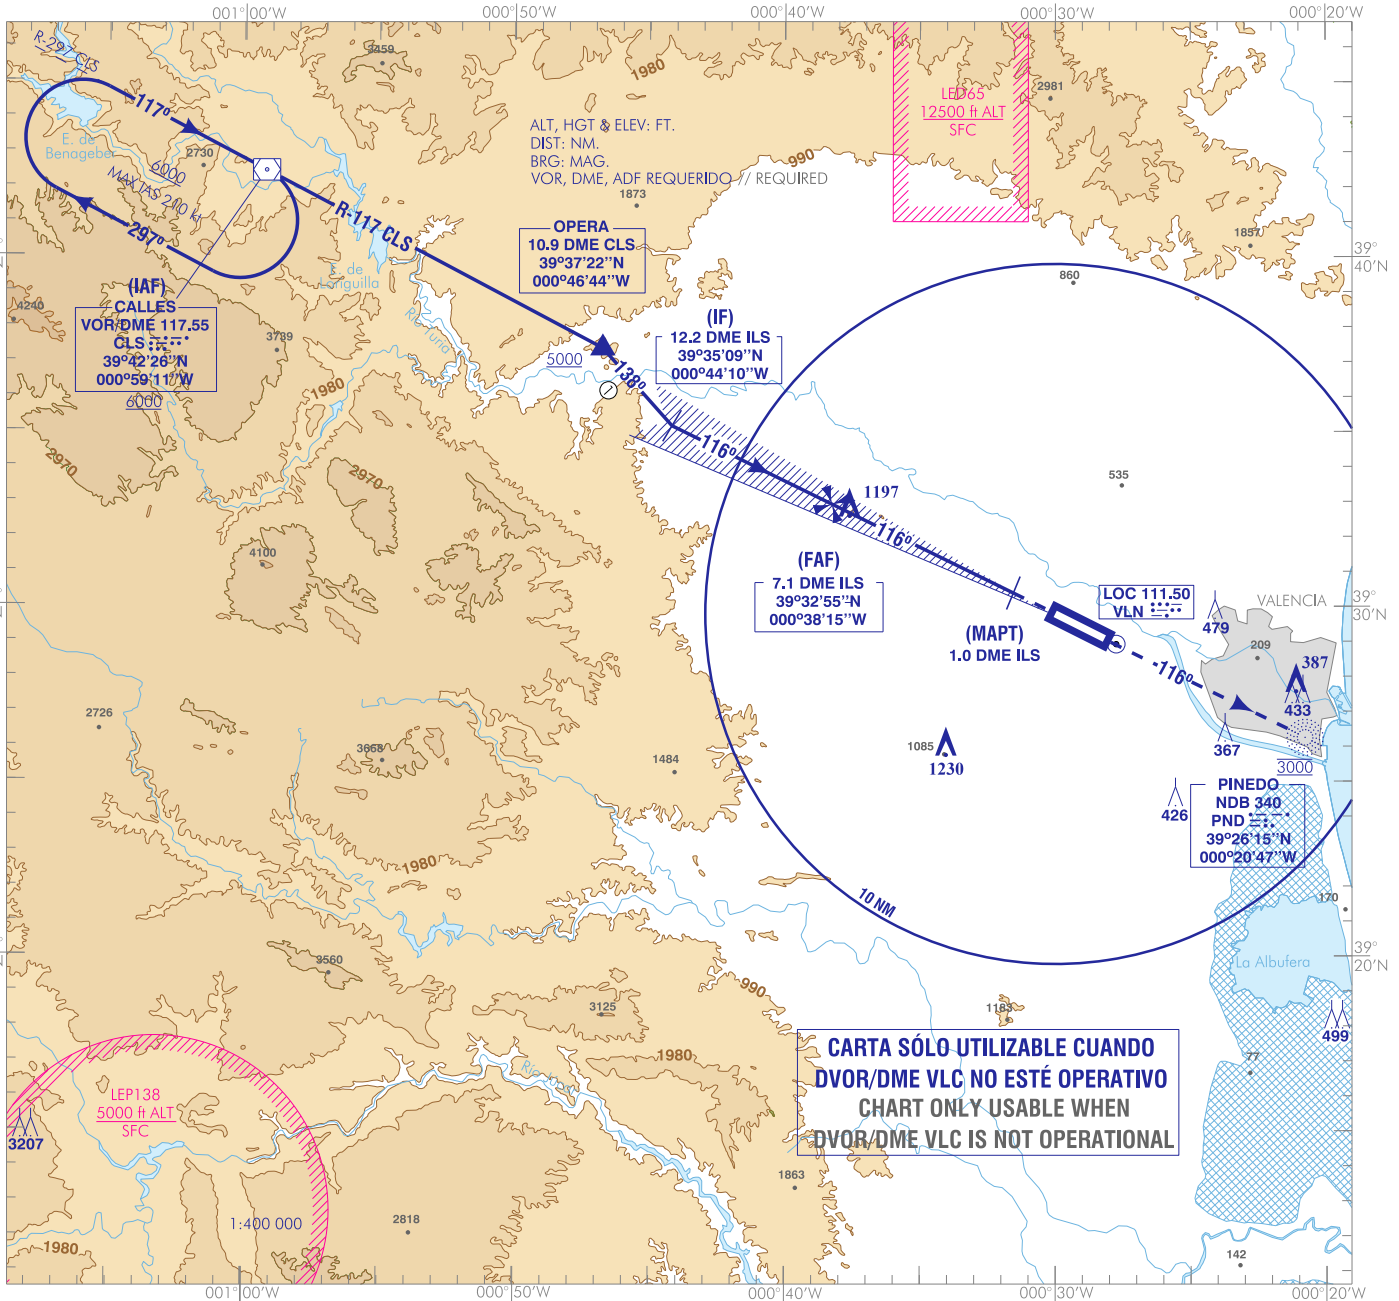 001°00'W
000°50'W
000°40'W
000°30'W
000°20'W
R-297 CLS
117°
E. de
Benageber
2730
6000
MAX IAS 210 kt
297°
3459
1980
ALT, HGT & ELEV: FT.
DIST: NM.
BRG: MAG.
VOR, DME, ADF REQUERIDO // REQUIRED
990
1873
LED65
12500 ft ALT
SFC
2981
1857
39°
40'N
860
R-117 CLS
OPERA
10.9 DME CLS
39°37'22''N
000°46'44''W
E. de
Loriguilla
Río Turia
(IAF)
CALLES
VOR/DME 117.55
CLS
39°42'26''N
000°59'11''W
6000
4240
3739
1980
5000
138°
(IF)
12.2 DME ILS
39°35'09''N
000°44'10''W
116°
2970
2970
4100
1197
535
116°
(FAF)
7.1 DME ILS
39°32'55''N
000°38'15''W
(MAPT)
1.0 DME ILS
LOC 111.50
VLN
479
VALENCIA
39°
30'N
209
387
433
116°
367
3000
PINEDO
NDB 340
PND
39°26'15''N
000°20'47''W
426
2726
3668
1484
1085
1230
1980
10 NM
170
La Albufera
39°
20'N
3560
3125
990
1183
499
77
1980
Río Júcar
CARTA SÓLO UTILIZABLE CUANDO
DVOR/DME VLC NO ESTÉ OPERATIVO
CHART ONLY USABLE WHEN
DVOR/DME VLC IS NOT OPERATIONAL
LEP138
5000 ft ALT
SFC
3207
1863
1:400 000
2818
1980
142
001°00'W
000°50'W
000°40'W
000°30'W
000°20'W